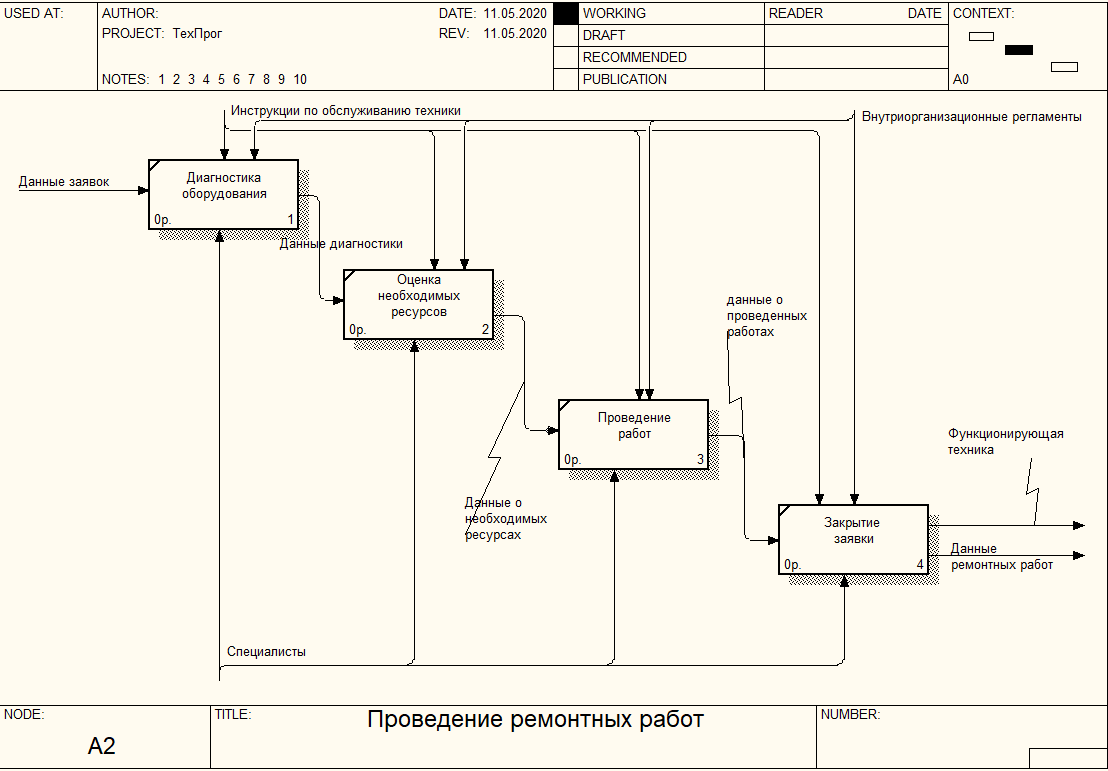 USED AT:
AUTHOR:
DATE: 11.05.2020
PROJECT: ТехПрог
REV: 11.05.2020
NOTES: 1 2 3 4 5 6 7 8 9 10
WORKING
DRAFT
RECOMMENDED
PUBLICATION
READER DATE
CONTEXT:
A0
Инструкции по обслуживанию техники
Внутриорганизационные регламенты
Данные заявок
Диагностика
оборудования
0р. 1
Данные диагностики
Оценка
необходимых
ресурсов
0р. 2
данные о
проведенных
работах
Проведение
работ
0р. 3
Данные о
необходимых
ресурсах
Функционирующая
техника
Закрытие
заявки
0р. 4
Данные
ремонтных работ
Специалисты
NODE:
A2
TITLE:
Проведение ремонтных работ
NUMBER: